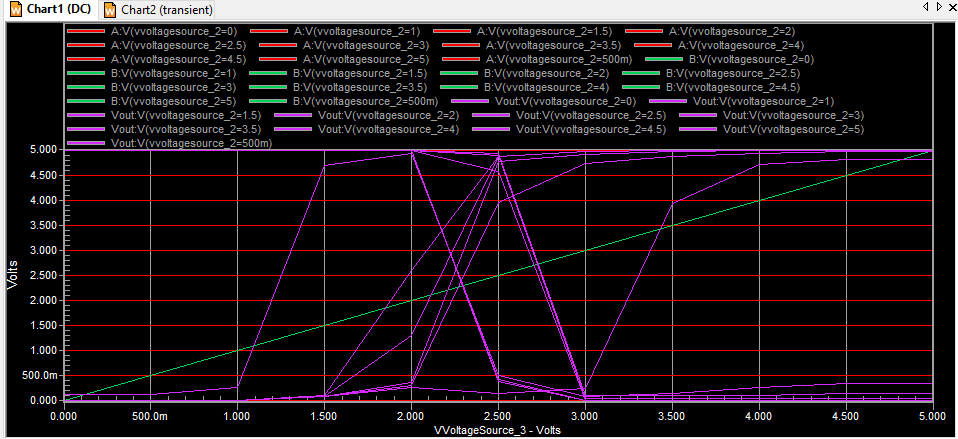 Chart1 (DC) Chart2 (transient)
A:V(vvoltagesource_2=0) A:V(vvoltagesource_2=1) A:V(vvoltagesource_2=1.5) A:V(vvoltagesource_2=2)
A:V(vvoltagesource_2=2.5) A:V(vvoltagesource_2=3) A:V(vvoltagesource_2=3.5) A:V(vvoltagesource_2=4)
A:V(vvoltagesource_2=4.5) A:V(vvoltagesource_2=5) A:V(vvoltagesource_2=500m) B:V(vvoltagesource_2=0)
B:V(vvoltagesource_2=1) B:V(vvoltagesource_2=1.5) B:V(vvoltagesource_2=2) B:V(vvoltagesource_2=2.5)
B:V(vvoltagesource_2=3) B:V(vvoltagesource_2=3.5) B:V(vvoltagesource_2=4) B:V(vvoltagesource_2=4.5)
B:V(vvoltagesource_2=5) B:V(vvoltagesource_2=500m) Vout:V(vvoltagesource_2=0) Vout:V(vvoltagesource_2=1)
Vout:V(vvoltagesource_2=1.5) Vout:V(vvoltagesource_2=2) Vout:V(vvoltagesource_2=2.5) Vout:V(vvoltagesource_2=3)
Vout:V(vvoltagesource_2=3.5) Vout:V(vvoltagesource_2=4) Vout:V(vvoltagesource_2=4.5) Vout:V(vvoltagesource_2=5)
Vout:V(vvoltagesource_2=500m)
5.000
4.500
4.000
3.500
3.000
2.500
2.000
1.500
1.000
500.0m
0.000
Volts
0.000 500.0m 1.000 1.500 2.000 2.500 3.000 3.500 4.000 4.500 5.000
VVoltageSource_3 - Volts